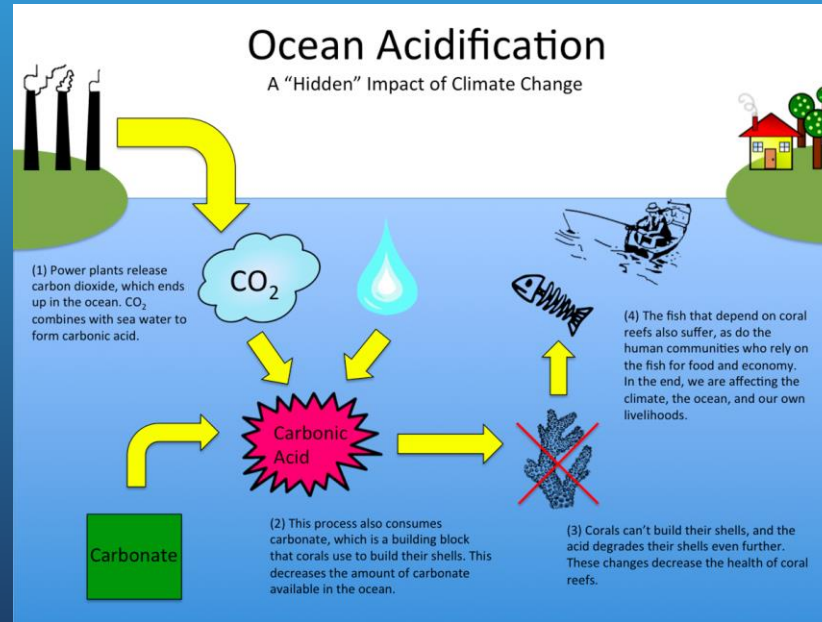 Ocean Acidification
A “Hidden” Impact of Climate Change
(1) Power plants release
carbon dioxide, which ends
up in the ocean. CO₂
combines with sea water to
form carbonic acid.
CO₂
(4) The fish that depend on coral
reefs also suffer, as do the
human communities who rely on
the fish for food and economy.
In the end, we are affecting the
climate, the ocean, and our own
livelihoods.
Carbonic
Acid
Carbonate
(2) This process also consumes
carbonate, which is a building block
that corals use to build their shells. This
decreases the amount of carbonate
available in the ocean.
(3) Corals can’t build their shells, and the
acid degrades their shells even further.
These changes decrease the health of coral
reefs.